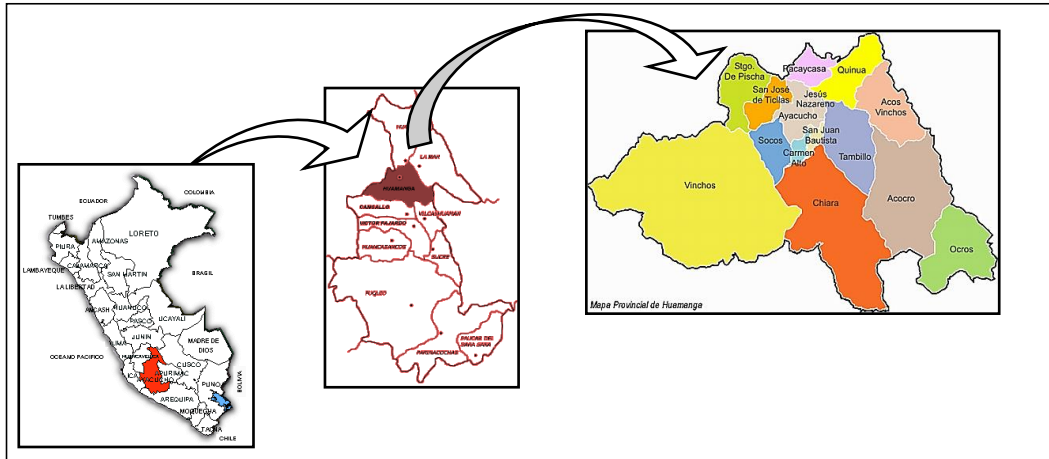 COLOMBIA
ECUADOR
TUMBES
LORETO
PIURA
AMAZONAS
LAMBAYEQUE
CAJAMARCA
SAN MARTIN
BRASIL
LA LIBERTAD
ANCASH
HUANUCO
UCAYALI
PASCO
LIMA
JUNIN
MADRE DE
DIOS
OCEANO PACIFICO
HUANCAVELICA
CUSCO
ICA
AYACUCHO
APURIMAC
PUNO
BOLIVIA
AREQUIPA
MOQUEGUA
TACNA
CHILE
LA MAR
HUAMANGA
CANGALLO
VILCASHUAMAN
VICTOR FAJARDO
HUANCASANCOS
SUCRE
PARINACOCHAS
PAUCAR DEL
SARA SARA
Stgo.
De Pischa
Pacaycasa
Quinua
San José
de Ticllas
Jesús
Nazareno
Acos
Vinchos
Ayacucho
San Juan
Bautista
Socos
Carmen
Alto
Tambillo
Vinchos
Chiara
Acocro
Ocros
Mapa Provincial de Huamanga